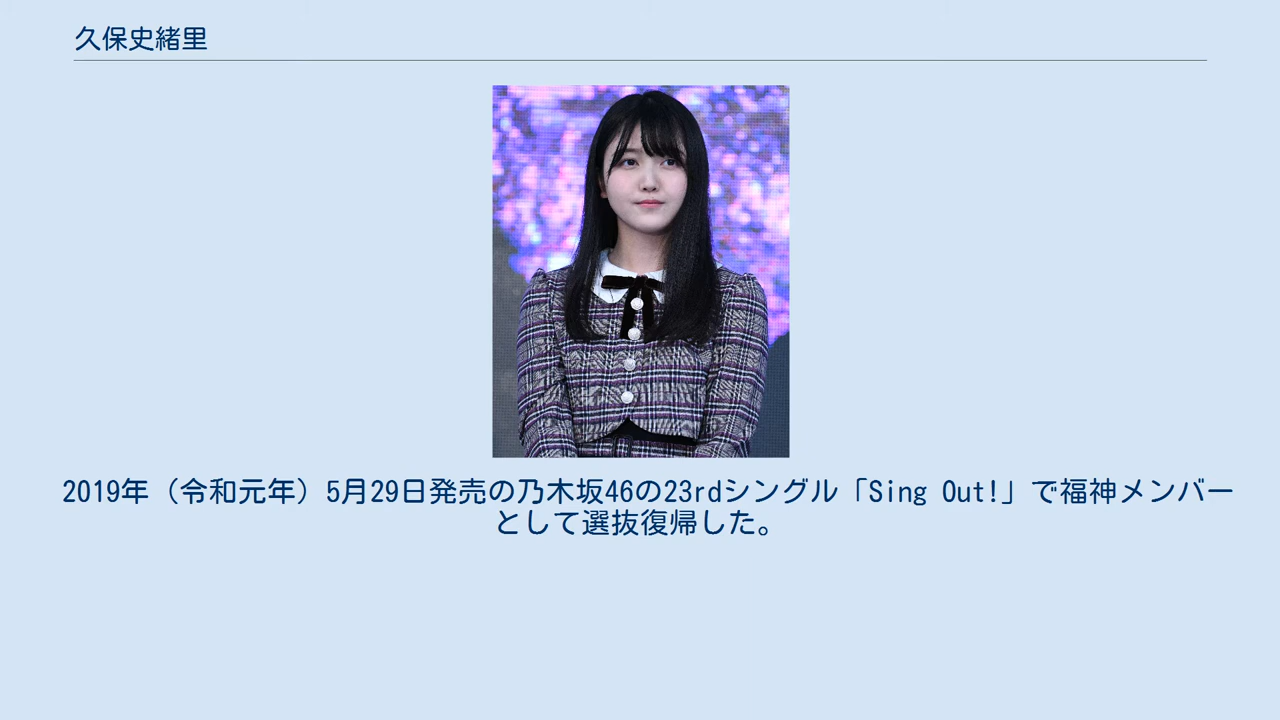 久保史緒里
2019年（令和元年）5月29日発売の乃木坂46の23rdシングル「Sing Out!」で福神メンバー
として選抜復帰した。